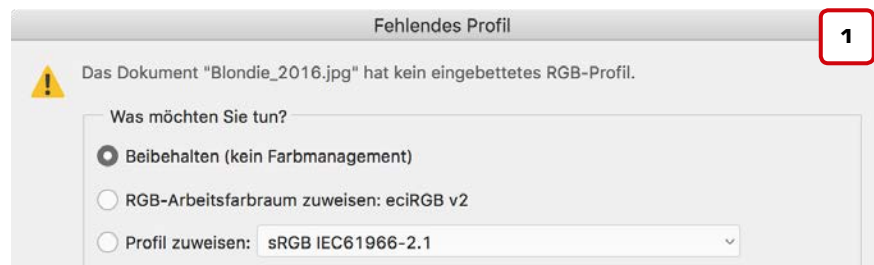 Fehlendes Profil
1
Das Dokument "Blondie_2016.jpg" hat kein eingebettetes RGB-Profil.
Was möchten Sie tun?
Beibehalten (kein Farbmanagement)
RGB-Arbeitsfarbraum zuweisen: eciRGB v2
Profil zuweisen: sRGB IEC61966-2.1